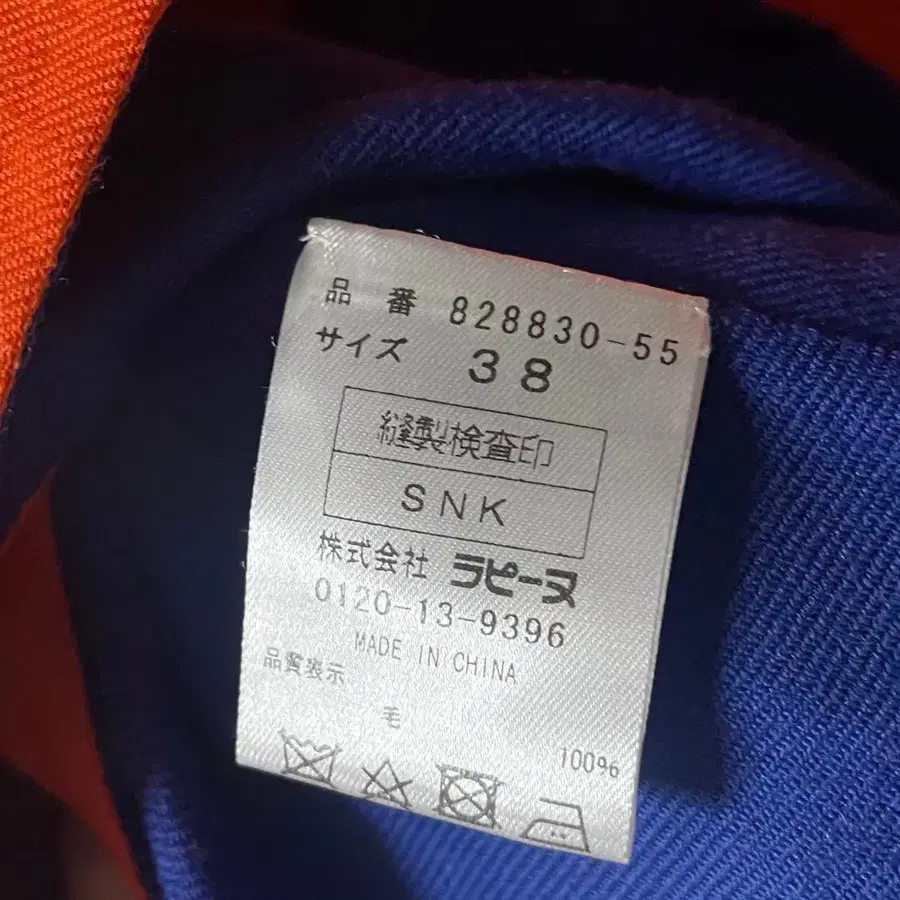 品番 828830-55
サイズ 38
縫製検査印
SNK
株式会社 ラピーヌ
0120-13-9396
MADE IN CHINA
品質表示
毛 100%